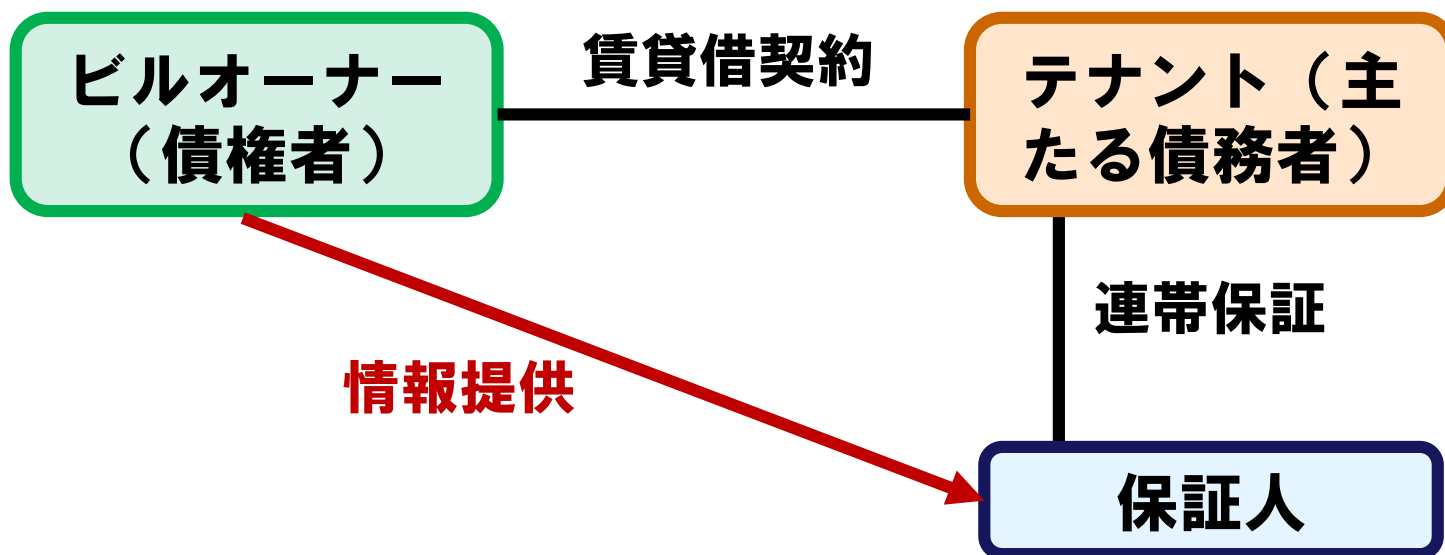 ビルオーナー
（債権者）
賃貸借契約
テナント（主
たる債務者）
連帯保証
情報提供
保証人